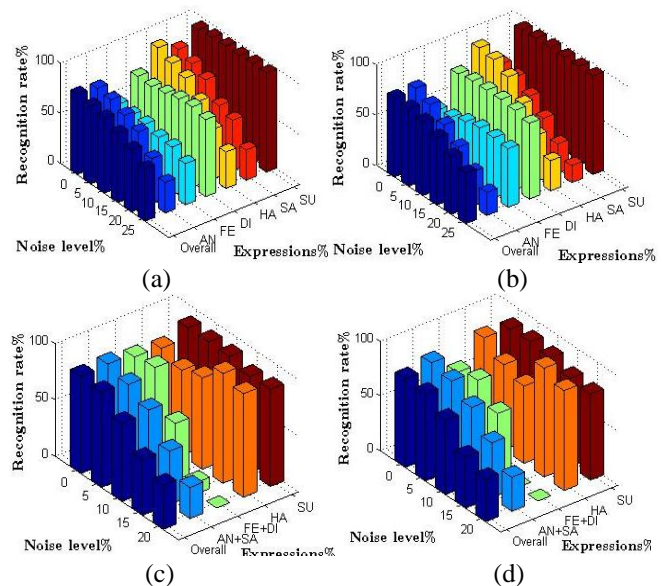 Recognition rate%
100
50
0
0
5
10
15
20
25
Noise level%
Overall
AN
FE
DI
HA
SA
SU
Expressions%
(a)
Recognition rate%
100
50
0
0
5
10
15
20
25
Noise level%
Overall
AN
FE
DI
HA
SA
SU
Expressions%
(b)
Recognition rate%
100
50
0
0
5
10
15
20
Noise level%
Overall
AN+SA
FE+DI
HA
SU
Expressions%
(c)
Recognition rate%
100
50
0
0
5
10
15
20
Noise level%
Overall
AN+SA
FE+DI
HA
SU
Expressions%
(d)